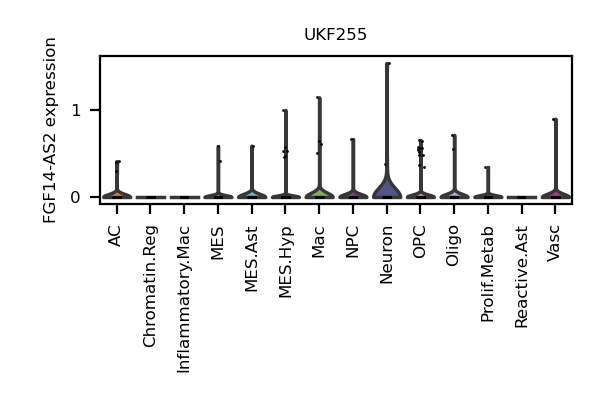 UKF255
FGF14-AS2 expression
1
0
AC
Chromatin.Reg
Inflammatory.Mac
MES
MES.Ast
MES.Hyp
Mac
NPC
Neuron
OPC
Oligo
Prolif.Metab
Reactive.Ast
Vasc